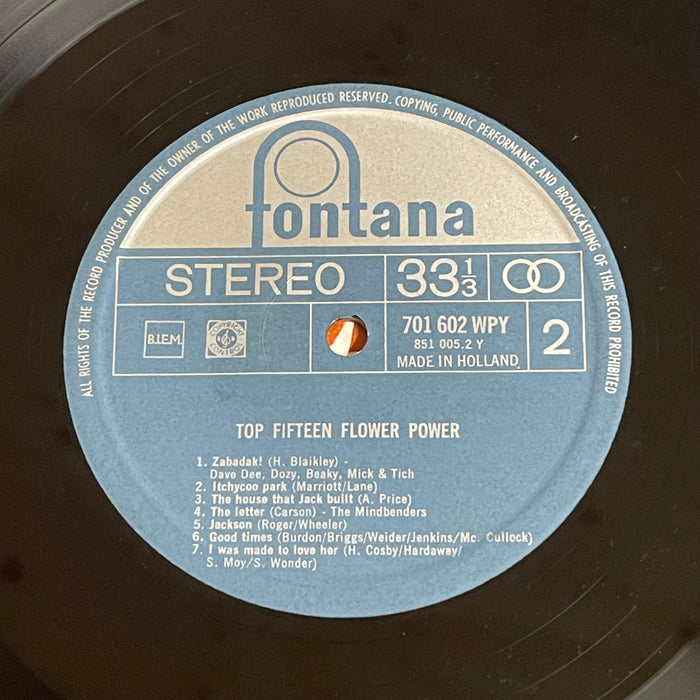 ALL RIGHTS OF THE RECORD PRODUCER AND OF THE OWNER OF THE WORK REPRODUCED RESERVED. COPYING, PUBLIC PERFORMANCE AND BROADCASTING OF THIS RECORD PROHIBITED
fontana
STEREO 33 1/3
B.I.E.M. COPYRIGHT CONTROL 701 602 WPY 2
851 005.2 Y
MADE IN HOLLAND
TOP FIFTEEN FLOWER POWER
1. Zabadak! (H. Blaikley) -
Dave Dee, Dozy, Beaky, Mick & Tich
2. Itchycoo park (Marriott/Lane)
3. The house that Jack built (A. Price)
4. The letter (Carson) - The Mindbenders
5. Jackson (Roger/Wheeler)
6. Good times (Burdon/Briggs/Weider/Jenkins/Mc. Cullock)
7. I was made to love her (H. Cosby/Hardaway/
S. Moy/S. Wonder)